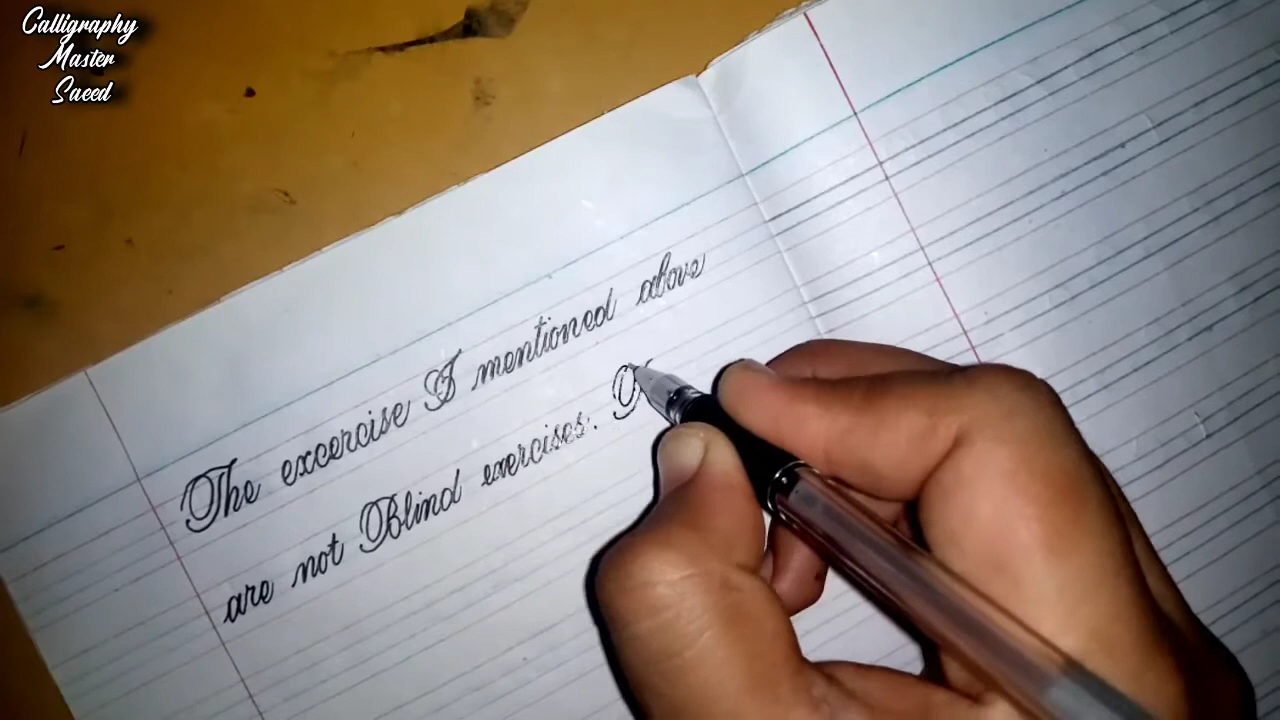 Calligraphy
Master
Saeed
The excercise I mentioned above
are not Blind exercises.